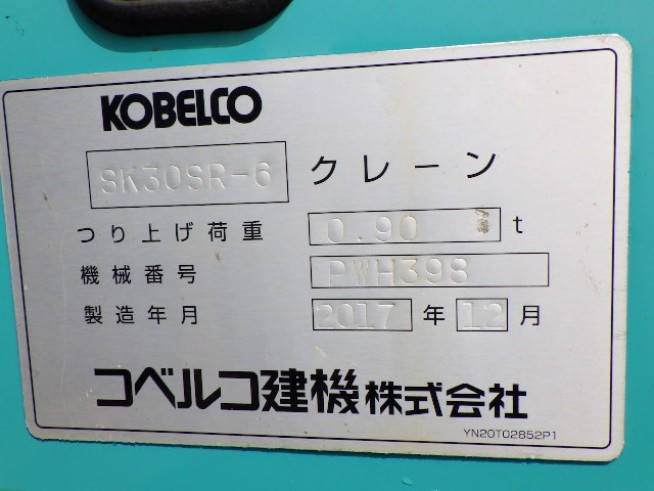 KOBELCO
SK30SR-6 クレーン
つり上げ荷重 0.90 t
機械番号 PWH398
製造年月 2017 年 12 月
コベルコ建機株式会社
YN20T02852P1